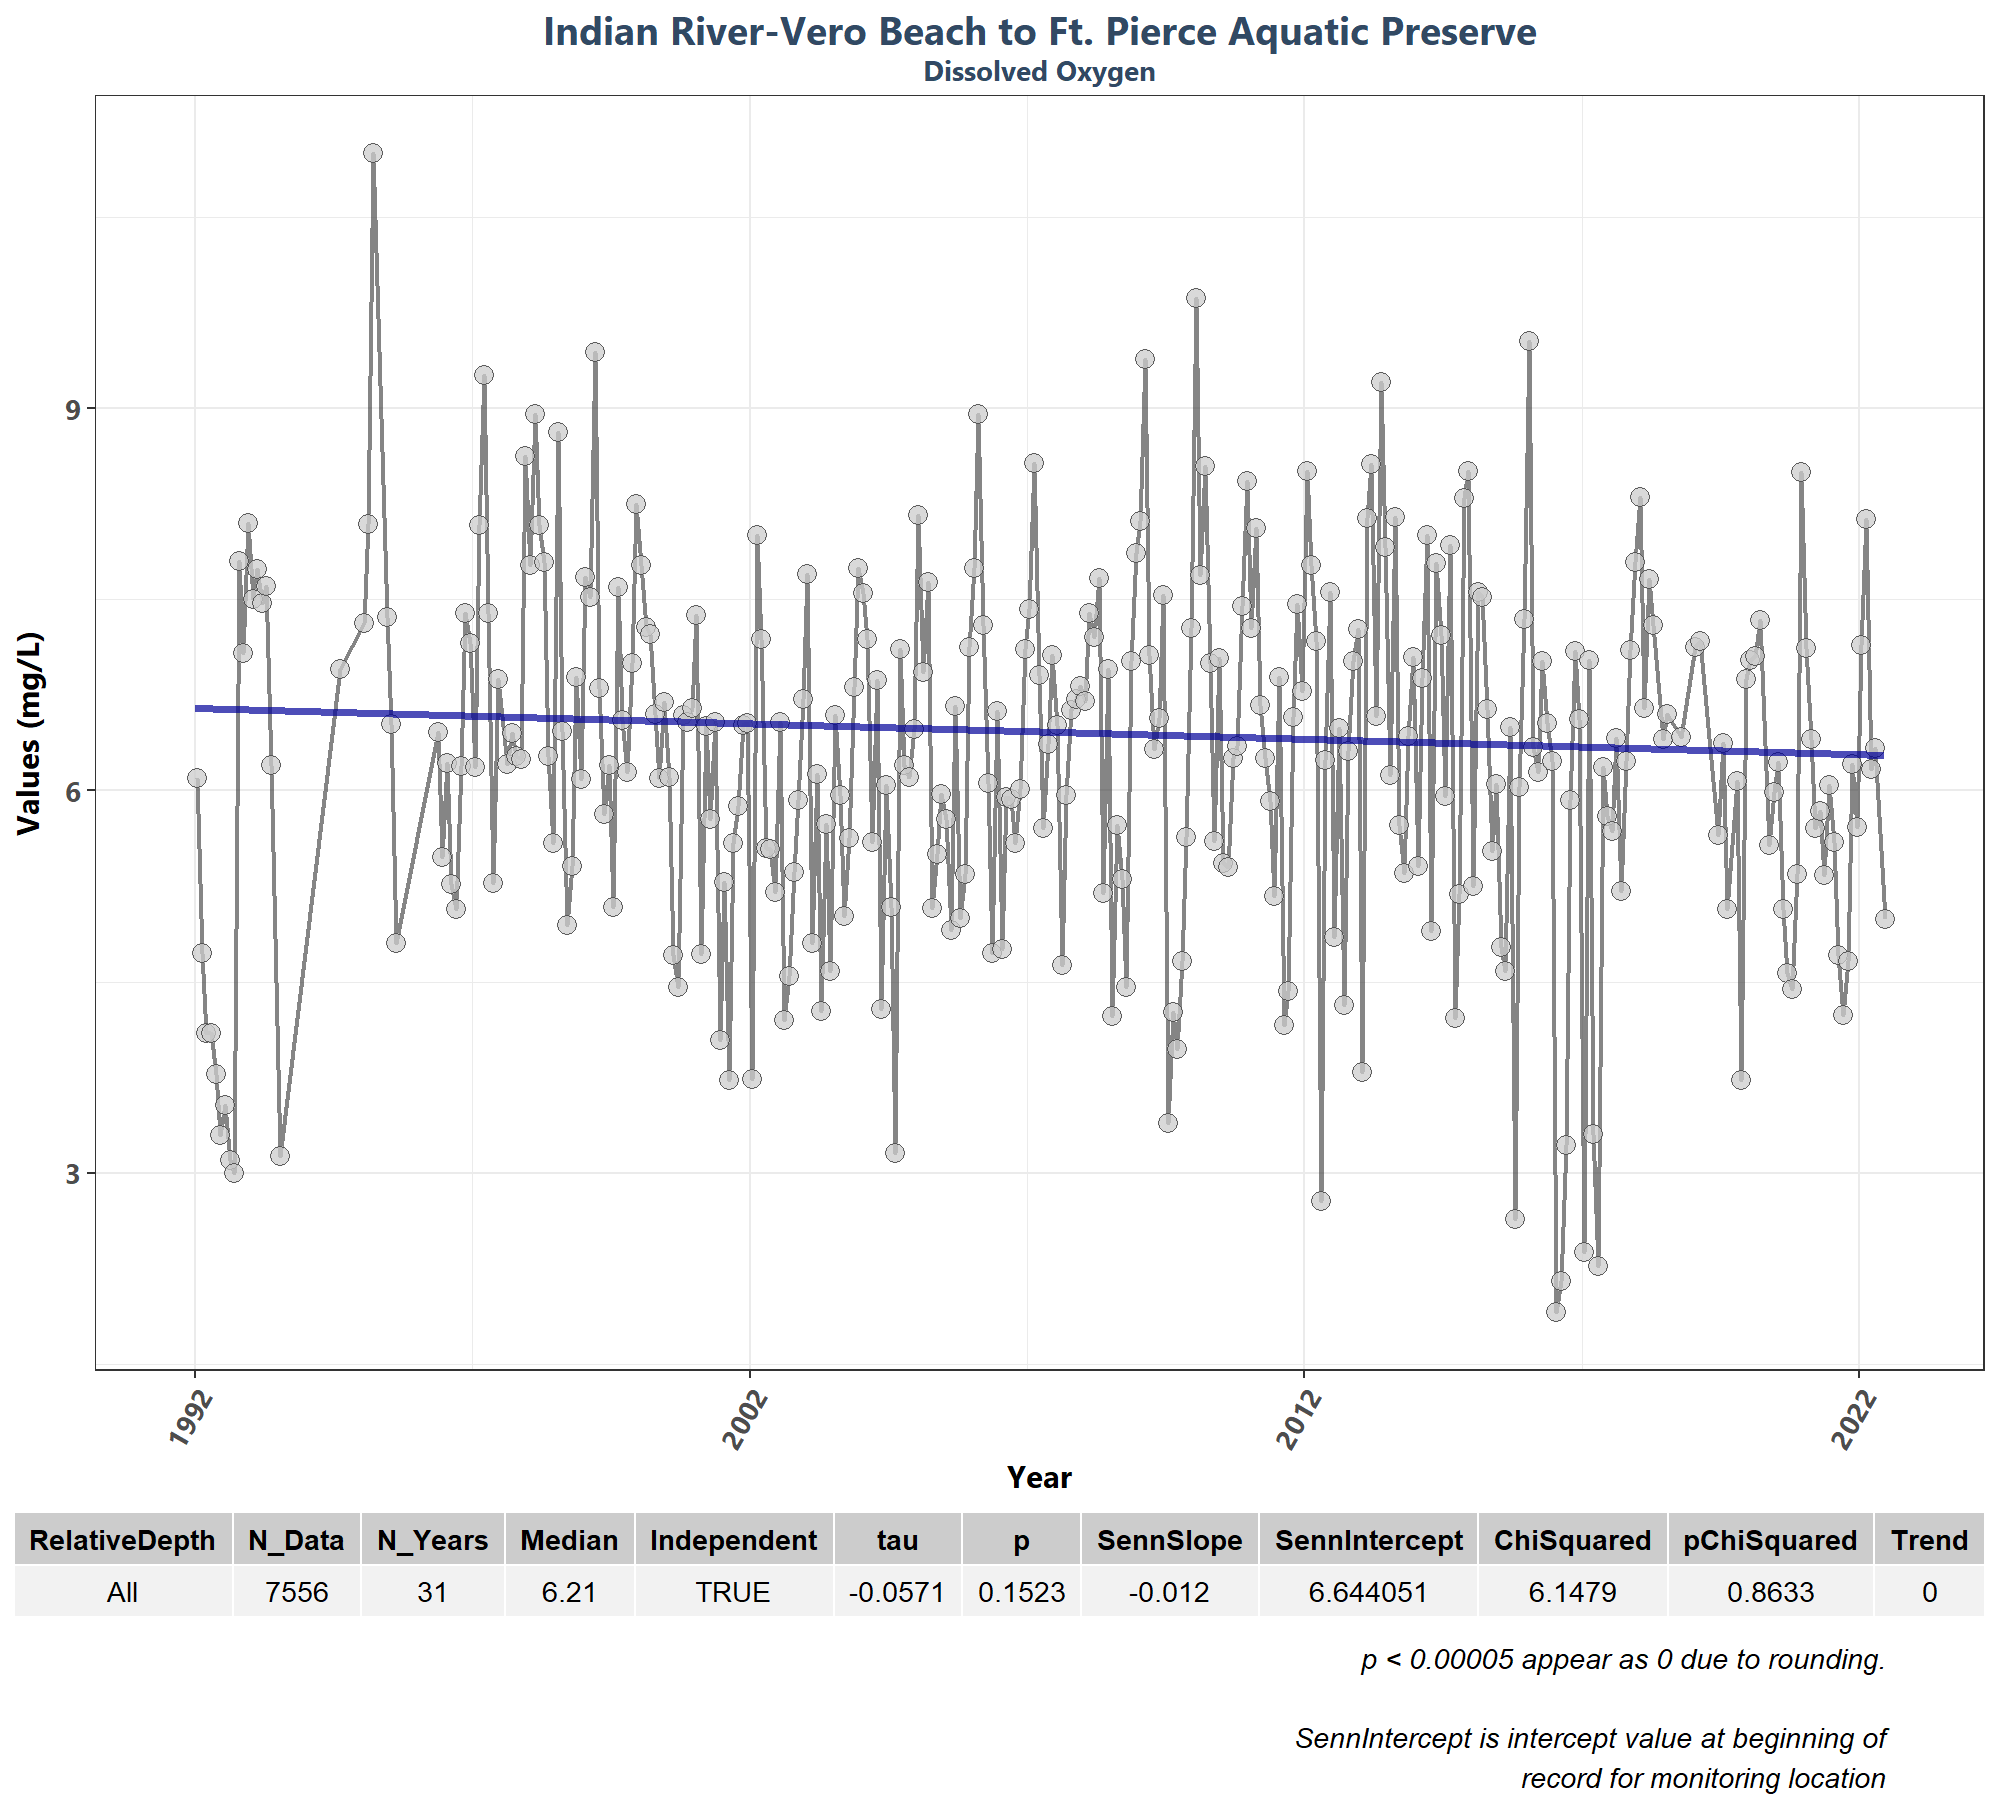 Indian River-Vero Beach to Ft. Pierce Aquatic Preserve
Dissolved Oxygen
Values (mg/L)
9
6
3
1992 2002 2012 2022
Year
RelativeDepth N_Data N_Years Median Independent tau p SennSlope SennIntercept ChiSquared pChiSquared Trend
All 7556 31 6.21 TRUE -0.0571 0.1523 -0.012 6.644051 6.1479 0.8633 0
p < 0.00005 appear as 0 due to rounding.
SennIntercept is intercept value at beginning of
record for monitoring location